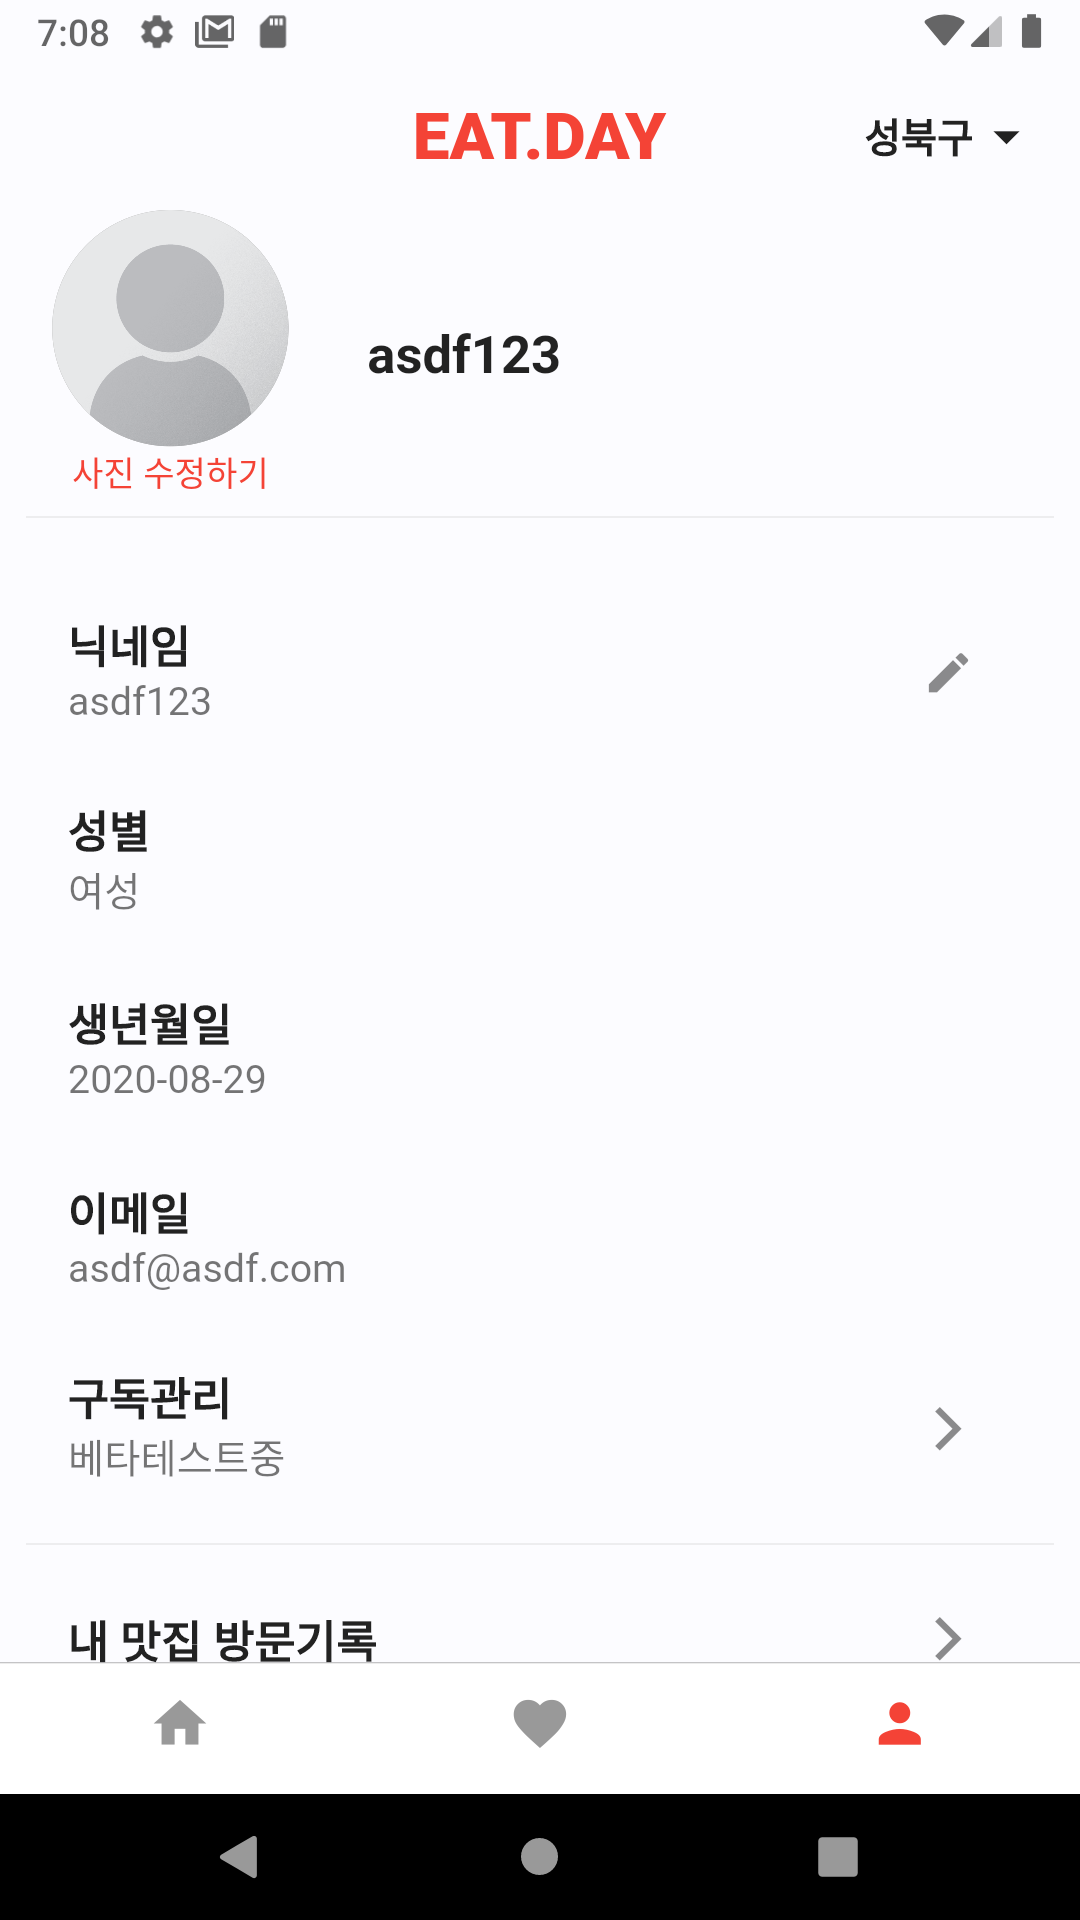 7:08
EAT.DAY
성북구
asdf123
사진 수정하기
닉네임
asdf123
성별
여성
생년월일
2020-08-29
이메일
asdf@asdf.com
구독관리
베타테스트중
내 맛집 방문기록